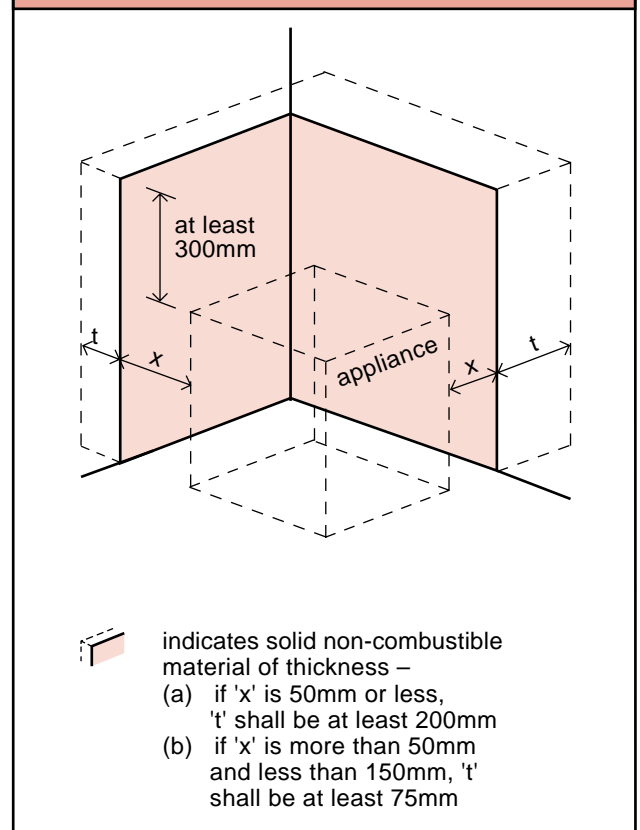 at least
300mm
t
x
appliance
x
t
indicates solid non-combustible
material of thickness –
(a) if 'x' is 50mm or less,
't' shall be at least 200mm
(b) if 'x' is more than 50mm
and less than 150mm, 't'
shall be at least 75mm